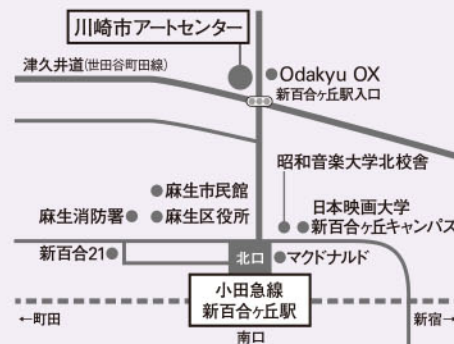 川崎市アートセンター
津久井道(世田谷町田線)
Odakyu OX
新百合ヶ丘駅入口
昭和音楽大学北校舎
麻生市民館
麻生消防署
麻生区役所
日本映画大学
新百合ヶ丘キャンパス
新百合21
北口
マクドナルド
小田急線
新百合ヶ丘駅
←町田
新宿→
南口